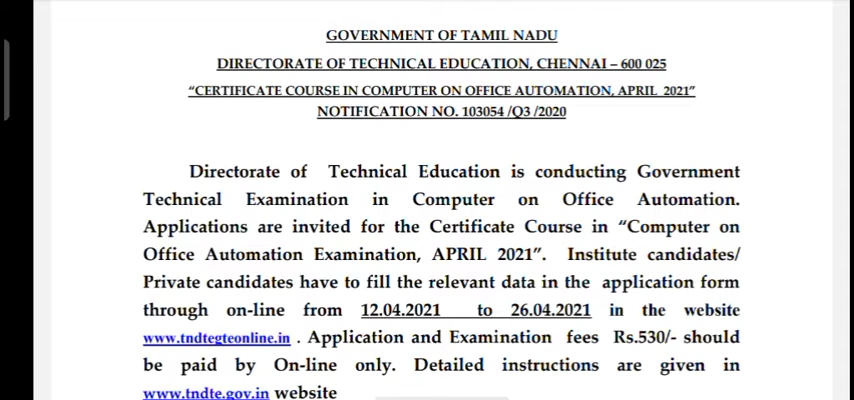 GOVERNMENT OF TAMIL NADU
DIRECTORATE OF TECHNICAL EDUCATION, CHENNAI – 600 025
“CERTIFICATE COURSE IN COMPUTER ON OFFICE AUTOMATION, APRIL 2021”
NOTIFICATION NO. 103054 /Q3 /2020
Directorate of Technical Education is conducting Government
Technical Examination in Computer on Office Automation.
Applications are invited for the Certificate Course in “Computer on
Office Automation Examination, APRIL 2021”. Institute candidates/
Private candidates have to fill the relevant data in the application form
through on-line from 12.04.2021 to 26.04.2021 in the website
www.tndtegteonline.in . Application and Examination fees Rs.530/- should
be paid by On-line only. Detailed instructions are given in
www.tndte.gov.in website